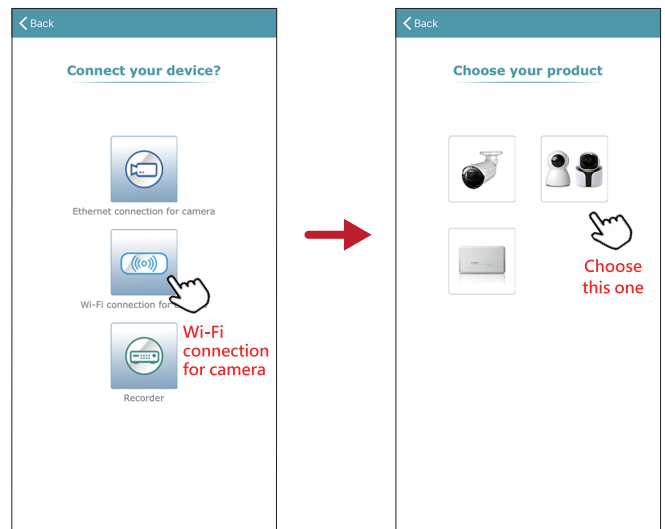 Back
Connect your device?
Ethernet connection for camera
Wi-Fi connection for
Wi-Fi
connection
for camera
Recorder
Back
Choose your product
Choose
this one